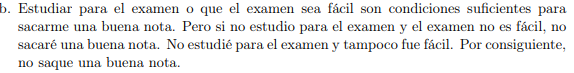 b. Estudiar para el examen o que el examen sea fácil son condiciones suficientes para
sacarme una buena nota. Pero si no estudio para el examen y el examen no es fácil, no
sacaré una buena nota. No estudié para el examen y tampoco fue fácil. Por consiguiente,
no saque una buena nota.